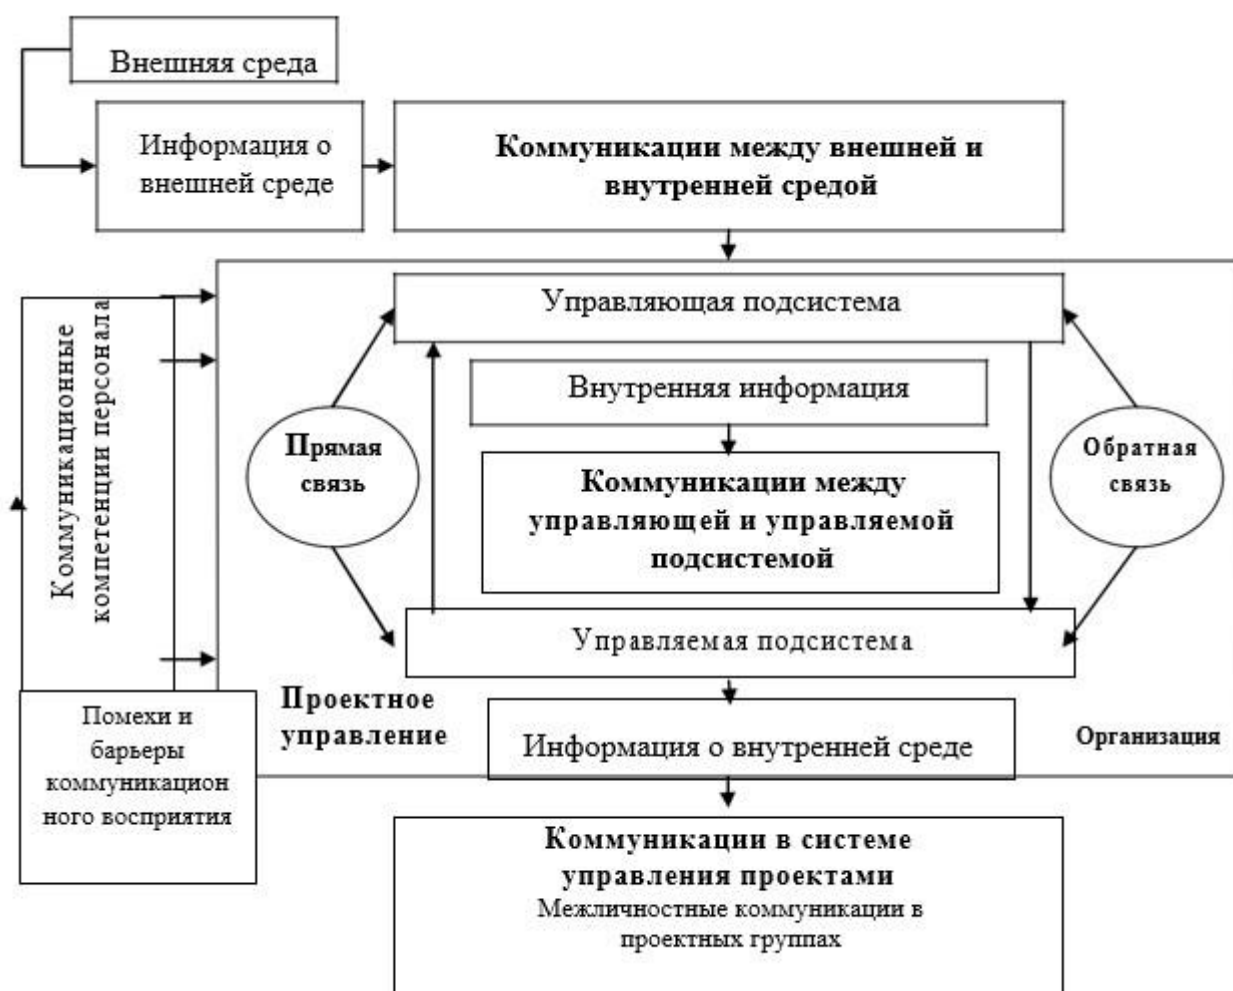 Внешняя среда
Информация о
внешней среде
Коммуникации между внешней и
внутренней средой
Управляющая подсистема
Коммуникационные
компетенции персонала
Внутренняя информация
Прямая
связь
Обратная
связь
Коммуникации между
управляющей и управляемой
подсистемой
Управляемая подсистема
Проектное
управление
Помехи и
барьеры
коммуникацион
ного восприятия
Информация о внутренней среде
Организация
Коммуникации в системе
управления проектами
Межличностные коммуникации в
проектных группах